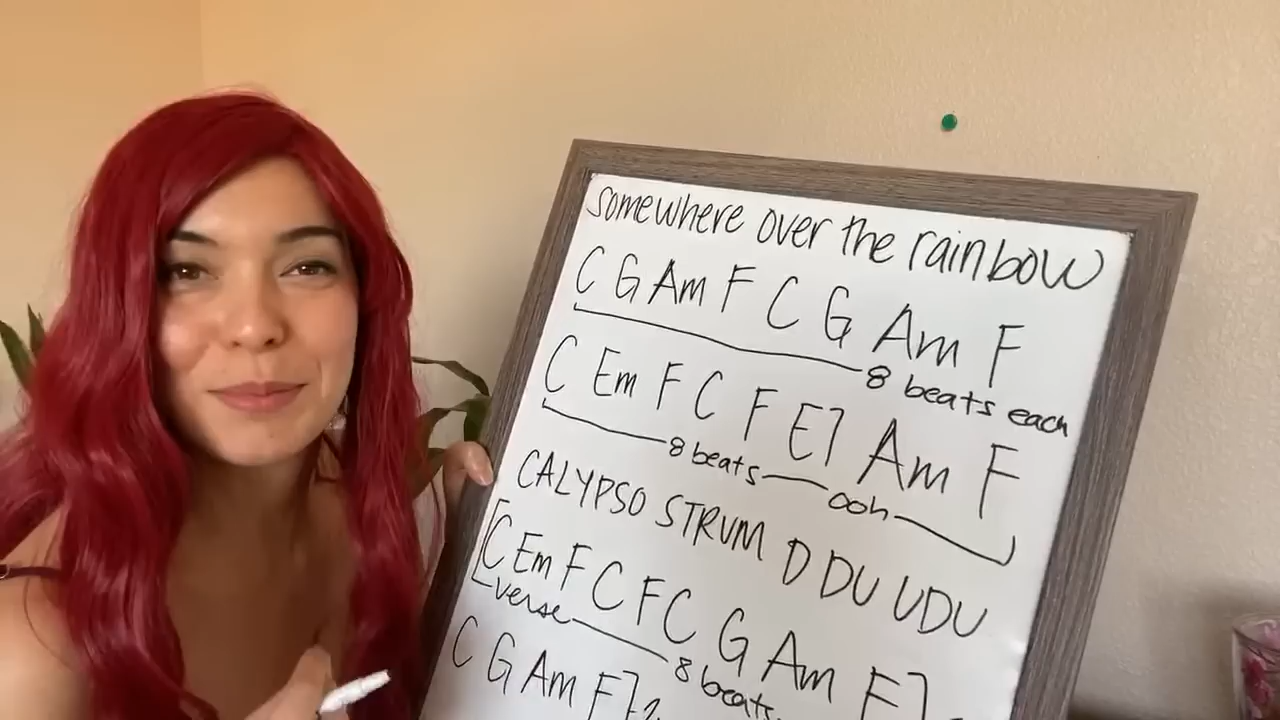 somewhere over the rainbow
C G Am F C G Am F
8 beats each
C Em F C F E7 Am F
8 beats ooh
CALYPSO STRUM D DU UDU
[C Em F C F C G Am F]
verse 8 beats
C G Am F]